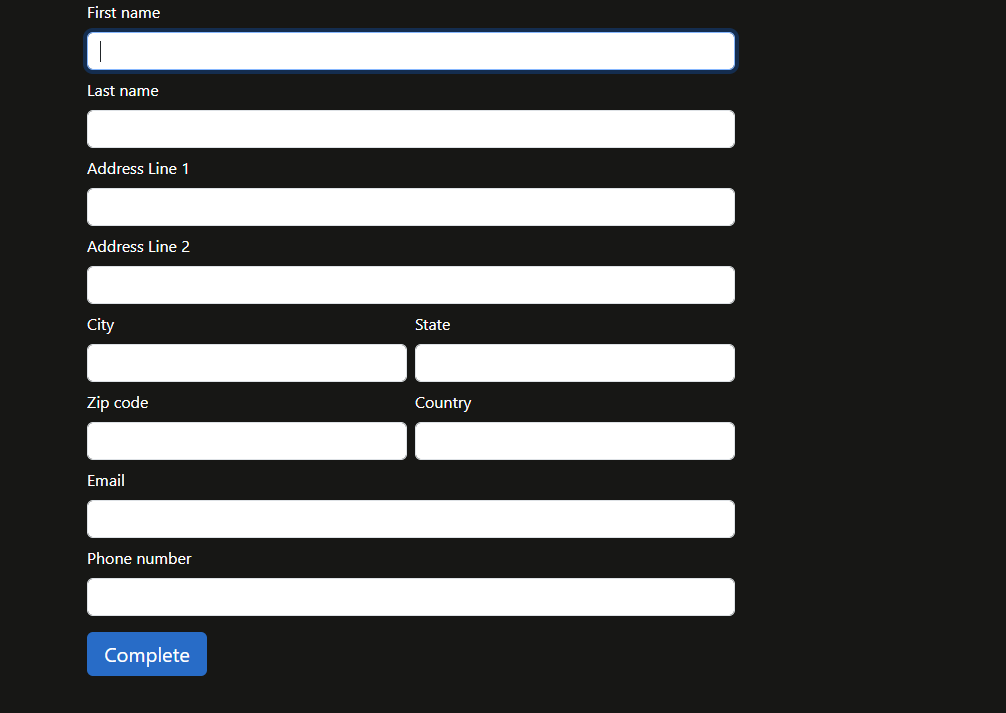 First name
Last name
Address Line 1
Address Line 2
City State
Zip code Country
Email
Phone number
Complete